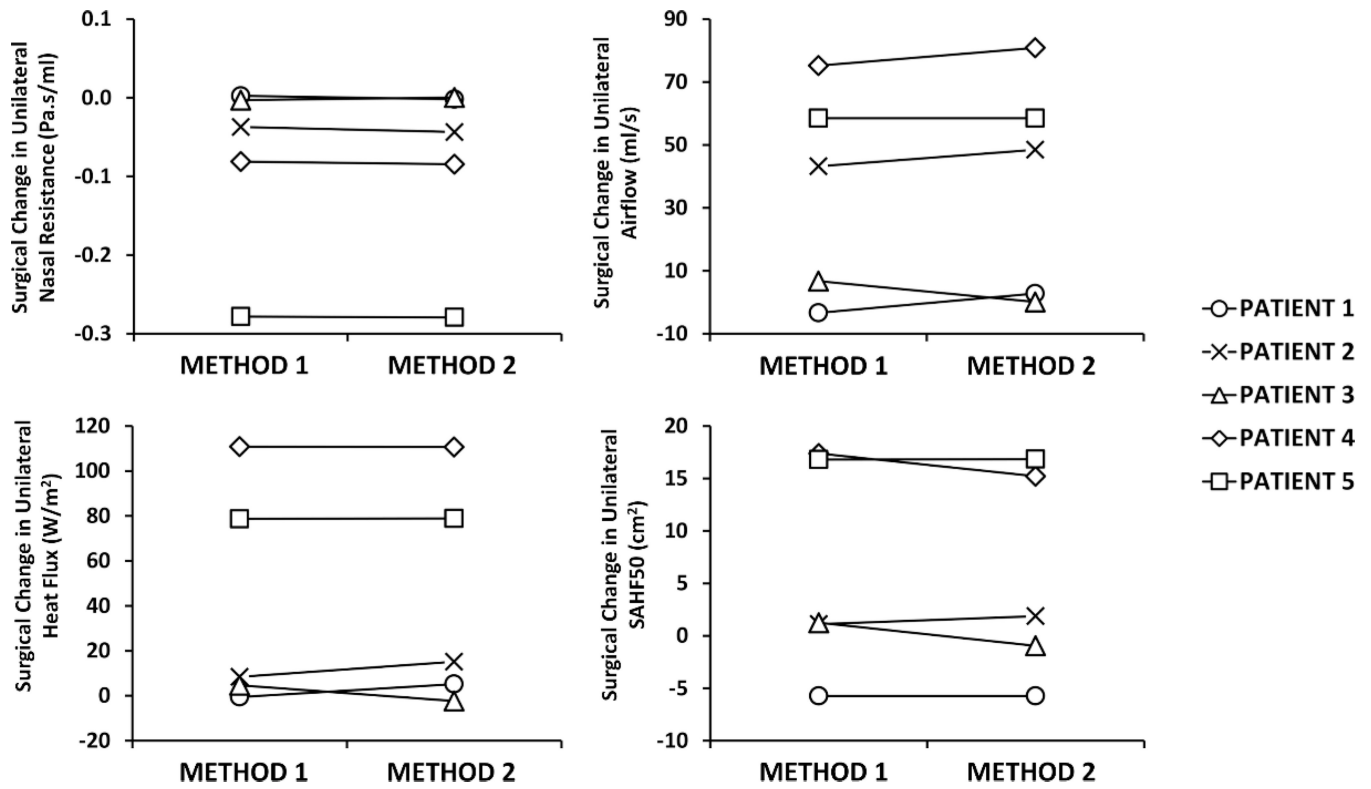 Surgical Change in Unilateral
Nasal Resistance (Pa.s/ml)
0.1
0.0
-0.1
-0.2
-0.3
METHOD 1
METHOD 2
Surgical Change in Unilateral
Airflow (ml/s)
90
70
50
30
10
-10
METHOD 1
METHOD 2
Surgical Change in Unilateral
Heat Flux (W/m²)
120
100
80
60
40
20
0
-20
METHOD 1
METHOD 2
Surgical Change in Unilateral
SAHF50 (cm²)
20
15
10
5
0
-5
-10
METHOD 1
METHOD 2
PATIENT 1
PATIENT 2
PATIENT 3
PATIENT 4
PATIENT 5